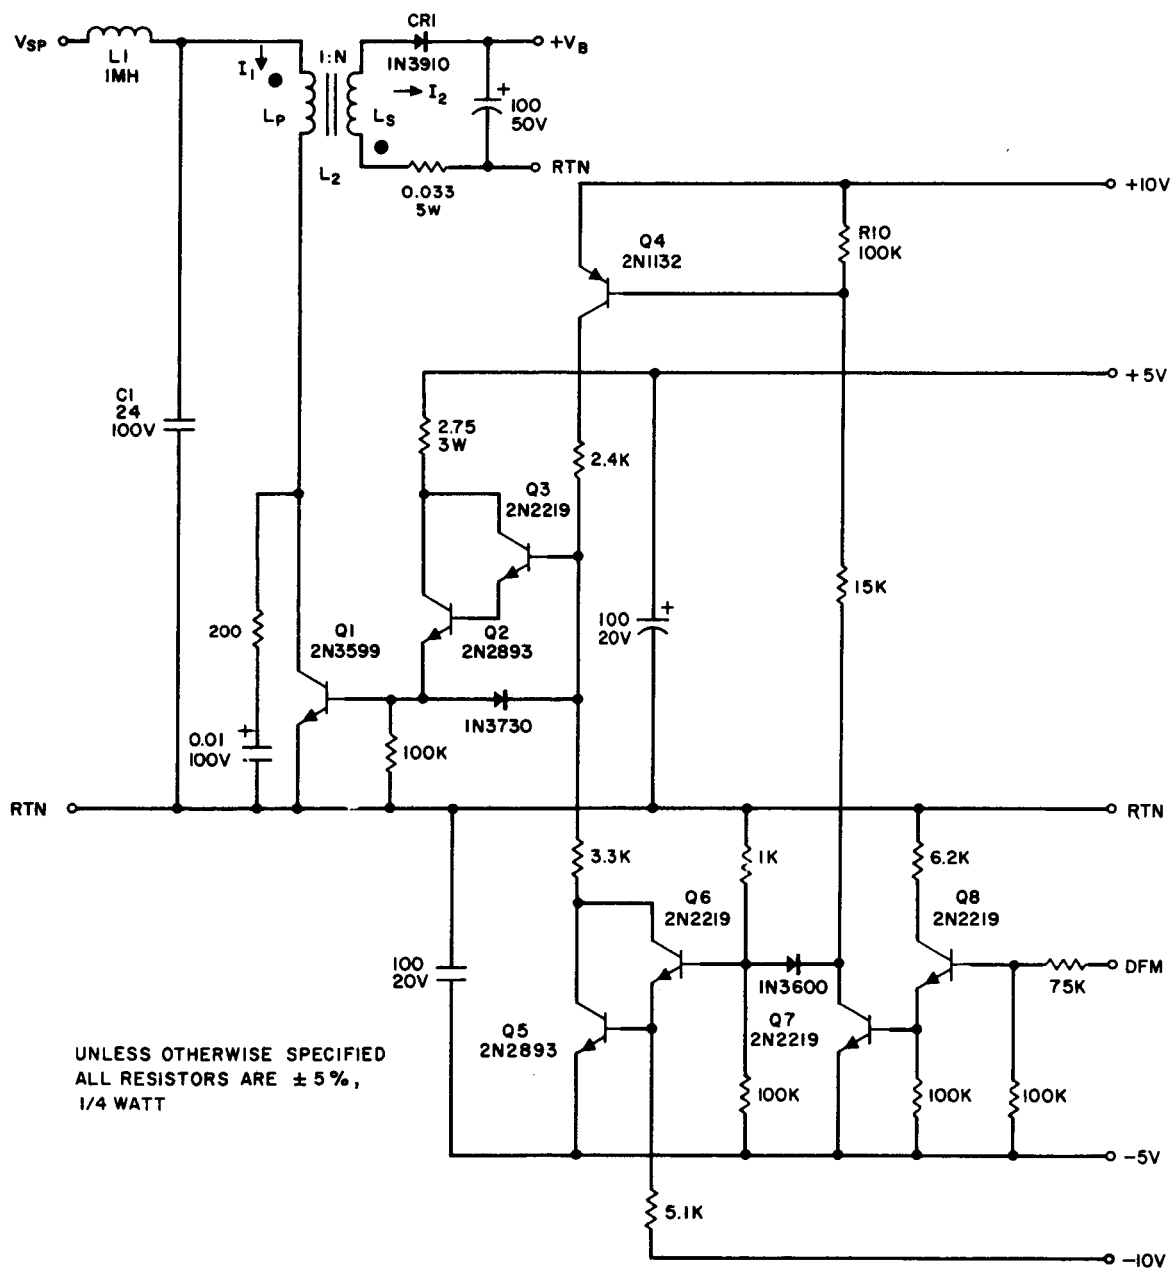 VSP
L1
1MH
I1
1:N
CR1
1N3910
+VB
I2
+
100
50V
LP
LS
L2
0.033
5W
RTN
+10V
Q4
2N1132
R10
100K
+5V
C1
24
100V
2.75
3W
2.4K
Q3
2N2219
15K
200
Q1
2N3599
Q2
2N2893
100
20V
+
1N3730
0.01
100V
+
100K
RTN
RTN
3.3K
1K
6.2K
Q6
2N2219
Q8
2N2219
100
20V
1N3600
75K
DFM
Q5
2N2893
Q7
2N2219
UNLESS OTHERWISE SPECIFIED
ALL RESISTORS ARE ±5%,
1/4 WATT
100K
100K
100K
-5V
5.1K
-10V